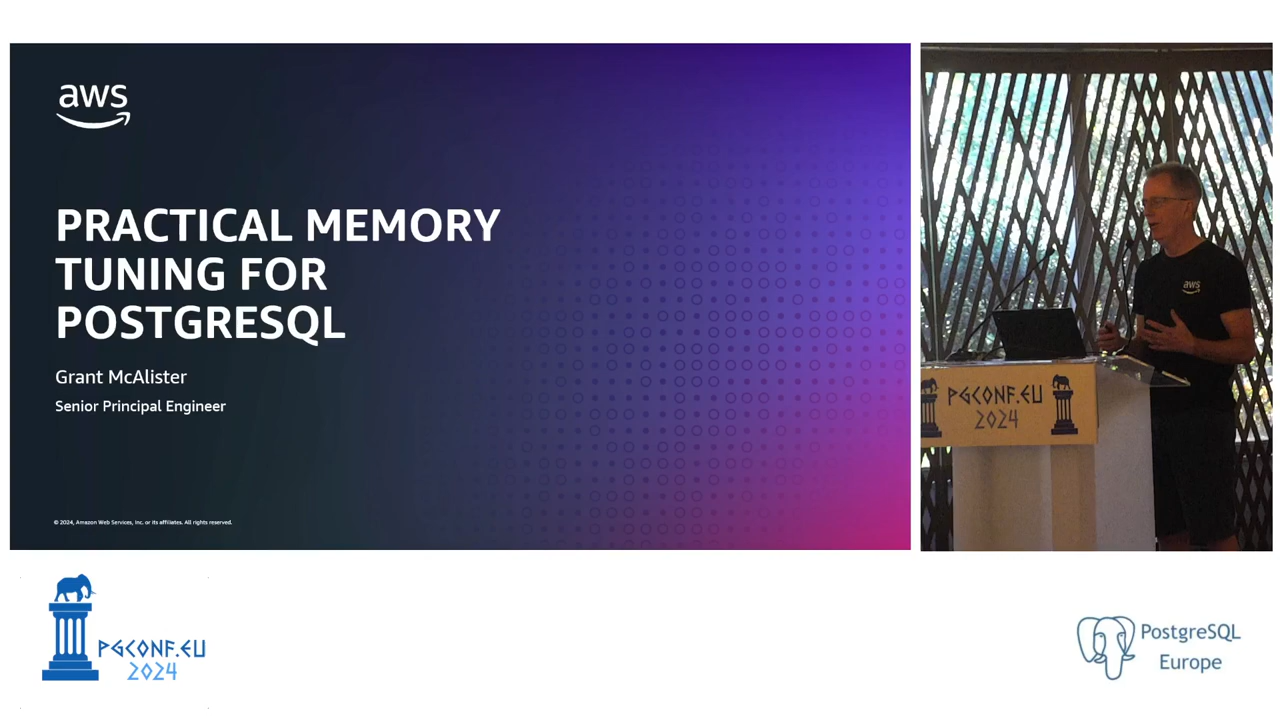 aws
PRACTICAL MEMORY
TUNING FOR
POSTGRESQL
Grant McAlister
Senior Principal Engineer
© 2024, Amazon Web Services, Inc. or its affiliates. All rights reserved.
aws
PGCONF.EU
2024
PGCONF.EU
2024
PostgreSQL
Europe